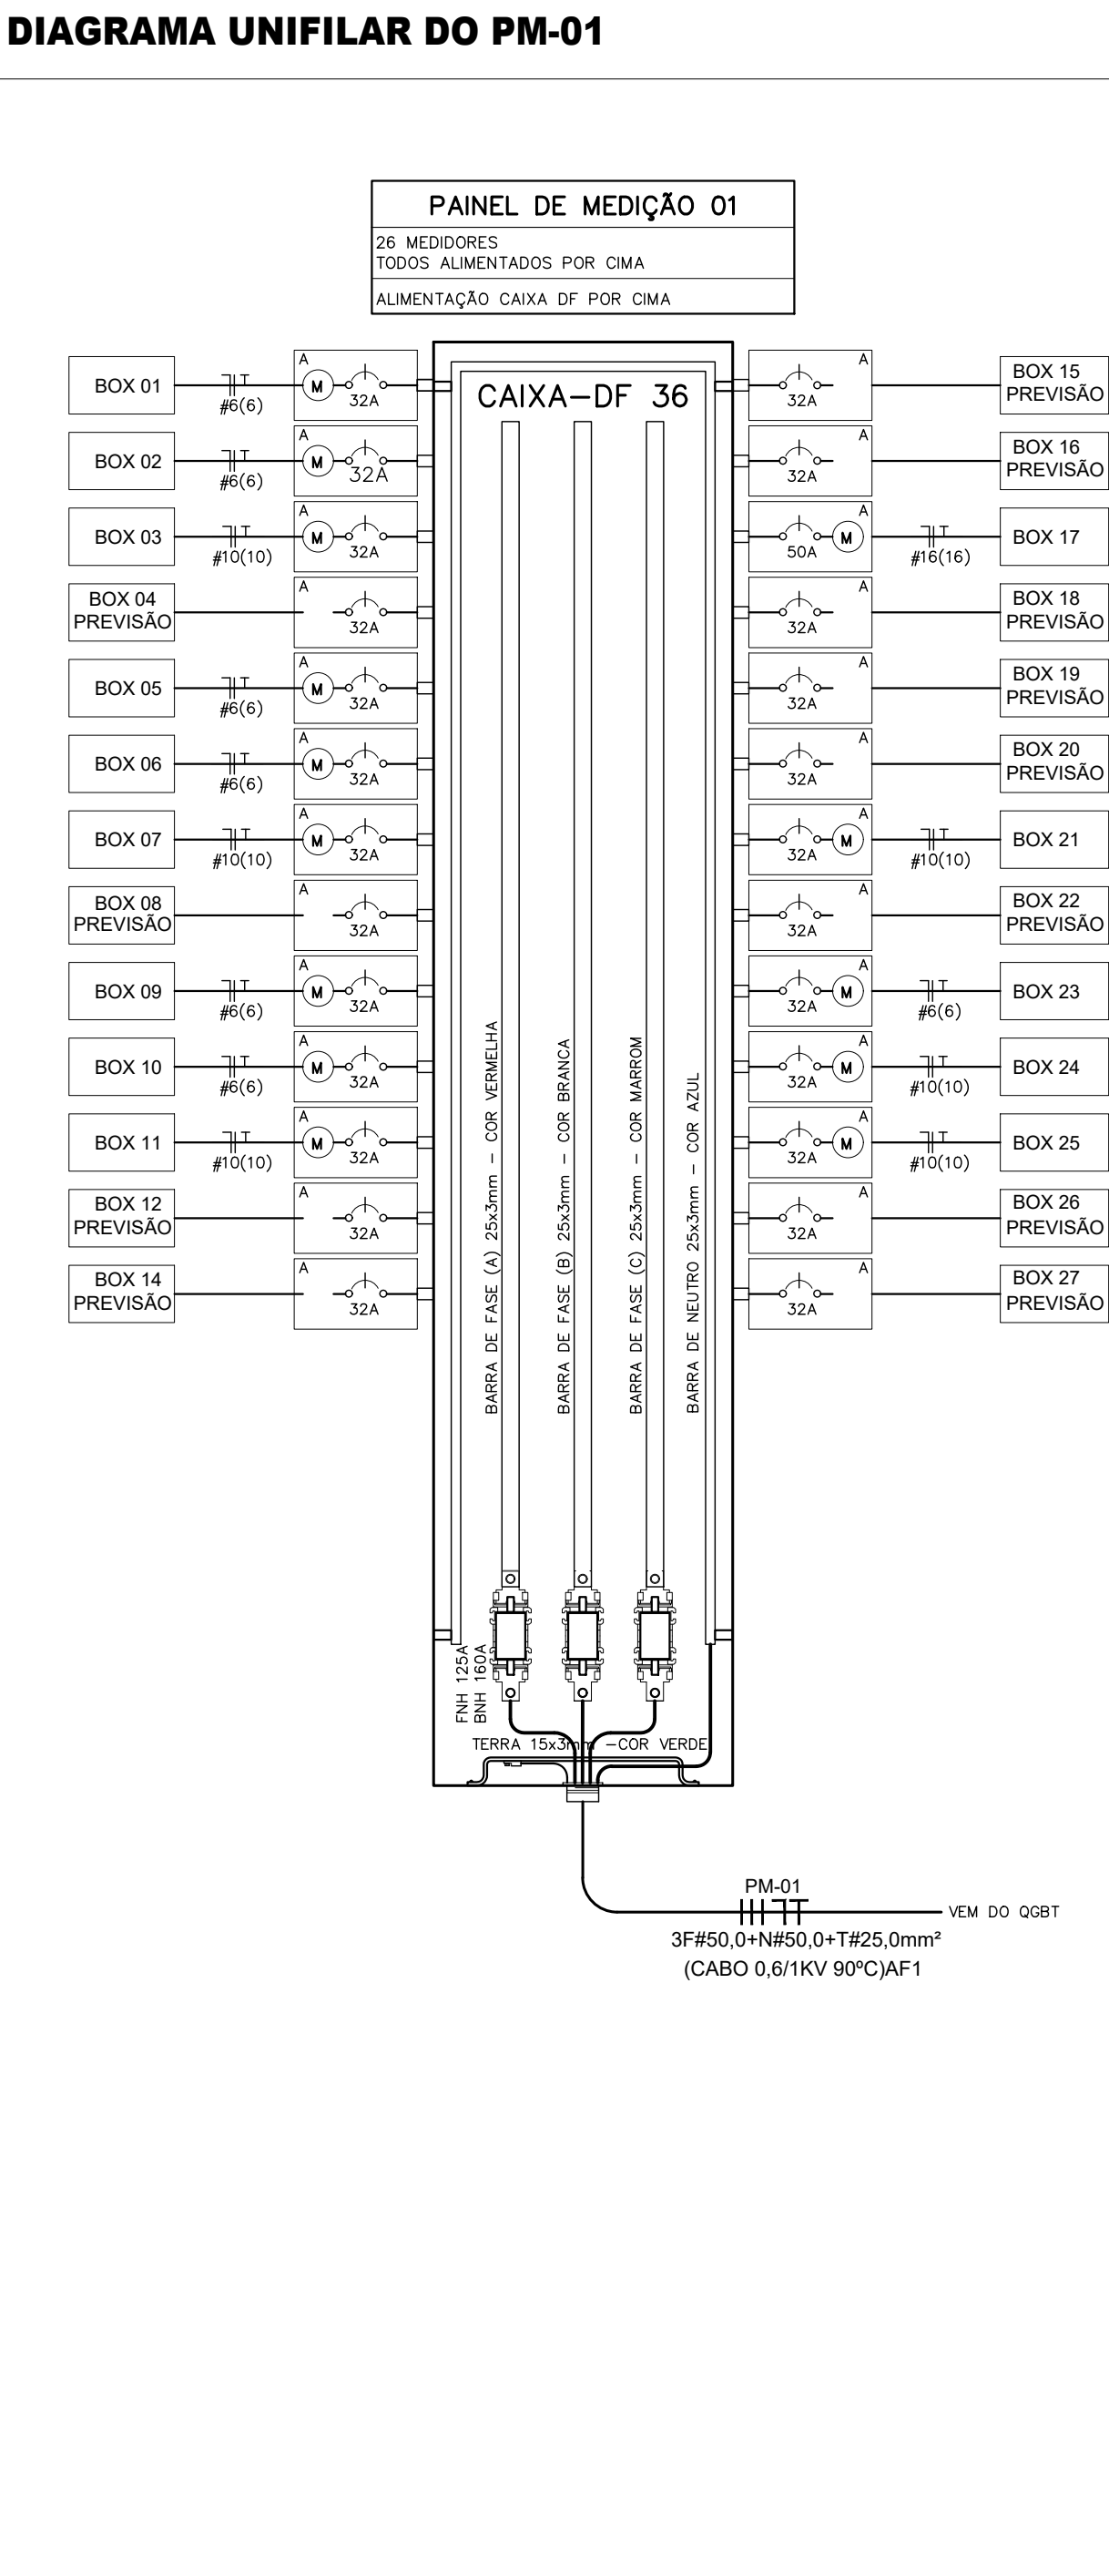 DIAGRAMA UNIFILAR DO PM-01
PAINEL DE MEDIÇÃO 01
26 MEDIDORES
TODOS ALIMENTADOS POR CIMA
ALIMENTAÇÃO CAIXA DF POR CIMA
CAIXA-DF 36
BOX 01
#6(6)
A
M
32A
BOX 02
#6(6)
A
M
32A
BOX 03
#10(10)
A
M
32A
BOX 04
PREVISÃO
A
32A
BOX 05
#6(6)
A
M
32A
BOX 06
#6(6)
A
M
32A
BOX 07
#10(10)
A
M
32A
BOX 08
PREVISÃO
A
32A
BOX 09
#6(6)
A
M
32A
BOX 10
#6(6)
A
M
32A
BOX 11
#10(10)
A
M
32A
BOX 12
PREVISÃO
A
32A
BOX 14
PREVISÃO
A
32A
A
32A
BOX 15
PREVISÃO
A
32A
BOX 16
PREVISÃO
A
50A
M
#16(16)
BOX 17
A
32A
BOX 18
PREVISÃO
A
32A
BOX 19
PREVISÃO
A
32A
BOX 20
PREVISÃO
A
32A
M
#10(10)
BOX 21
A
32A
BOX 22
PREVISÃO
A
32A
M
#6(6)
BOX 23
A
32A
M
#10(10)
BOX 24
A
32A
M
#10(10)
BOX 25
A
32A
BOX 26
PREVISÃO
A
32A
BOX 27
PREVISÃO
BARRA DE FASE (A) 25x3mm - COR VERMELHA
BARRA DE FASE (B) 25x3mm - COR BRANCA
BARRA DE FASE (C) 25x3mm - COR MARROM
BARRA DE NEUTRO 25x3mm - COR AZUL
FNH 125A
BNH 160A
TERRA 15x3mm -COR VERDE
PM-01
VEM DO QGBT
3F#50,0+N#50,0+T#25,0mm²
(CABO 0,6/1KV 90ºC)AF1